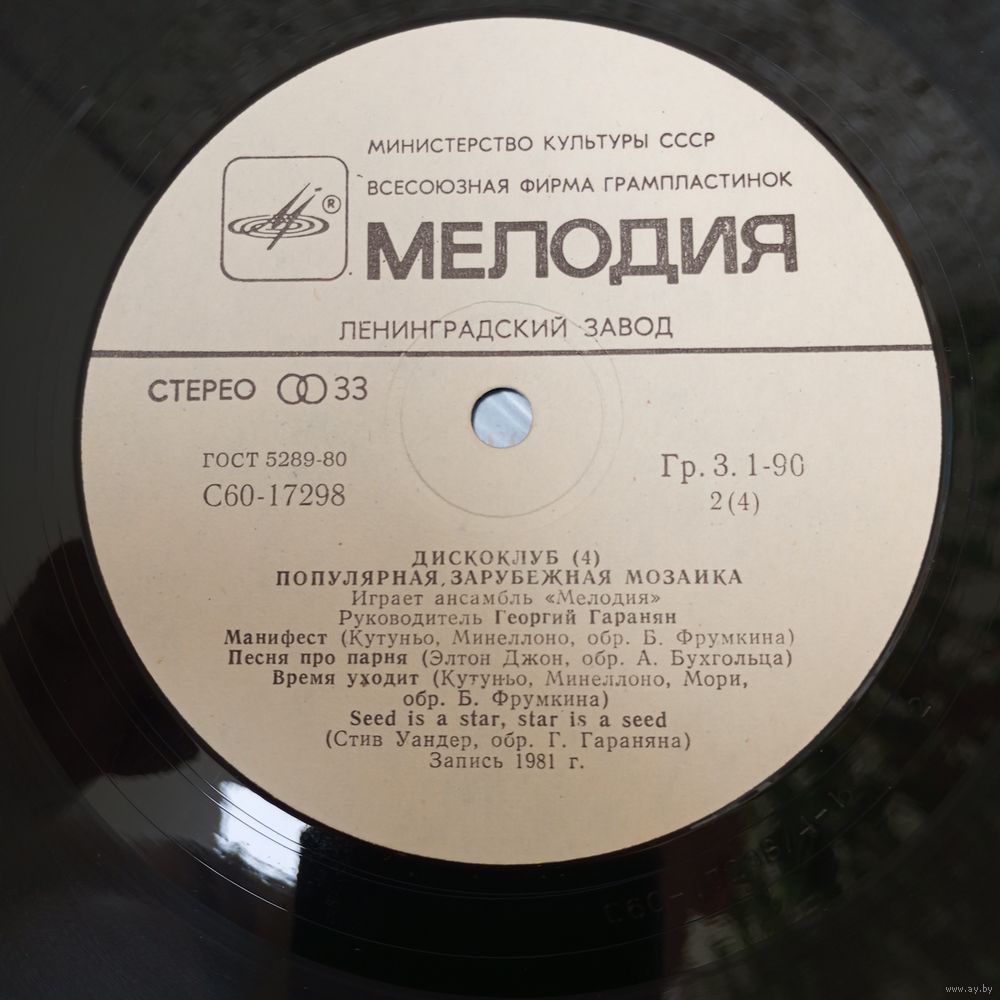 МИНИСТЕРСТВО КУЛЬТУРЫ СССР
ВСЕСОЮЗНАЯ ФИРМА ГРАМПЛАСТИНОК
®
МЕЛОДИЯ
ЛЕНИНГРАДСКИЙ ЗАВОД
СТЕРЕО 33
ГОСТ 5289-80
С60-17298
Гр. 3. 1-90
2 (4)
ДИСКОКЛУБ (4)
ПОПУЛЯРНАЯ, ЗАРУБЕЖНАЯ МОЗАИКА
Играет ансамбль «Мелодия»
Руководитель Георгий Гаранян
Манифест (Кутуньо, Минеллоно, обр. Б. Фрумкина)
Песня про парня (Элтон Джон, обр. А. Бухгольца)
Время уходит (Кутуньо, Минеллоно, Мори,
обр. Б. Фрумкина)
Seed is a star, star is a seed
(Стив Уандер, обр. Г. Гараняна)
Запись 1981 г.
www.ay.by